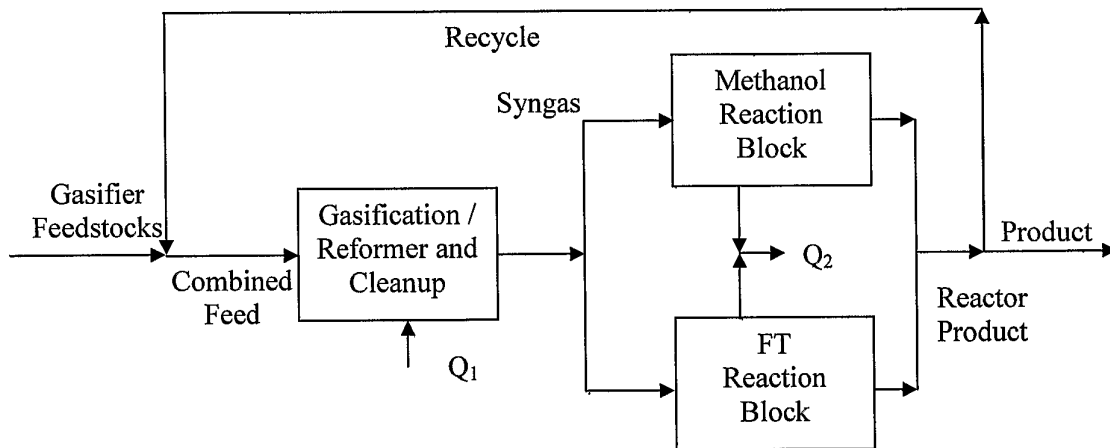 Recycle
Syngas
Methanol
Reaction
Block
Gasifier
Feedstocks
Gasification /
Reformer and
Cleanup
Combined
Feed
Q₁
Q₂
Product
Reactor
Product
FT
Reaction
Block